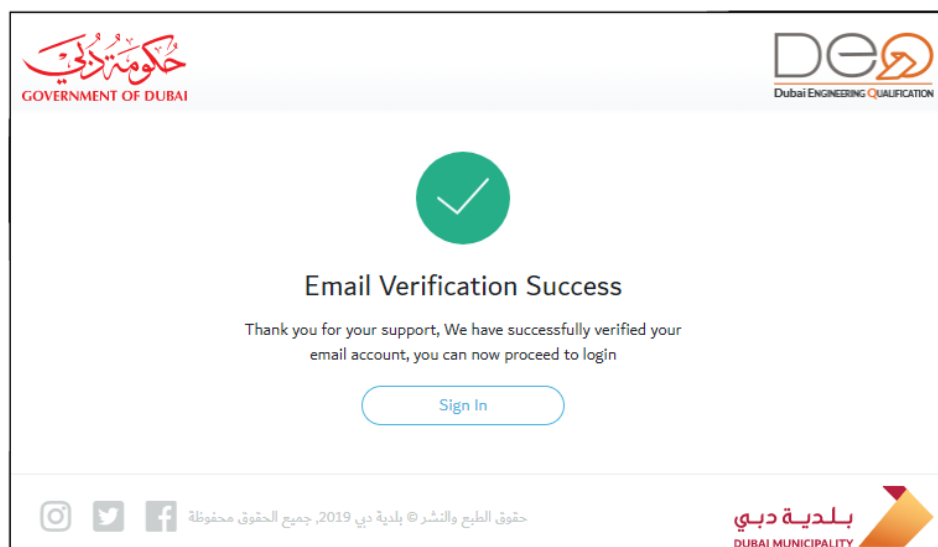 حكومة دبي
GOVERNMENT OF DUBAI
DEQ
Dubai ENGINEERING QUALIFICATION
Email Verification Success
Thank you for your support, We have successfully verified your
email account, you can now proceed to login
Sign In
حقوق الطبع والنشر © بلدية دبي 2019, جميع الحقوق محفوظة
بلدية دبي
DUBAI MUNICIPALITY